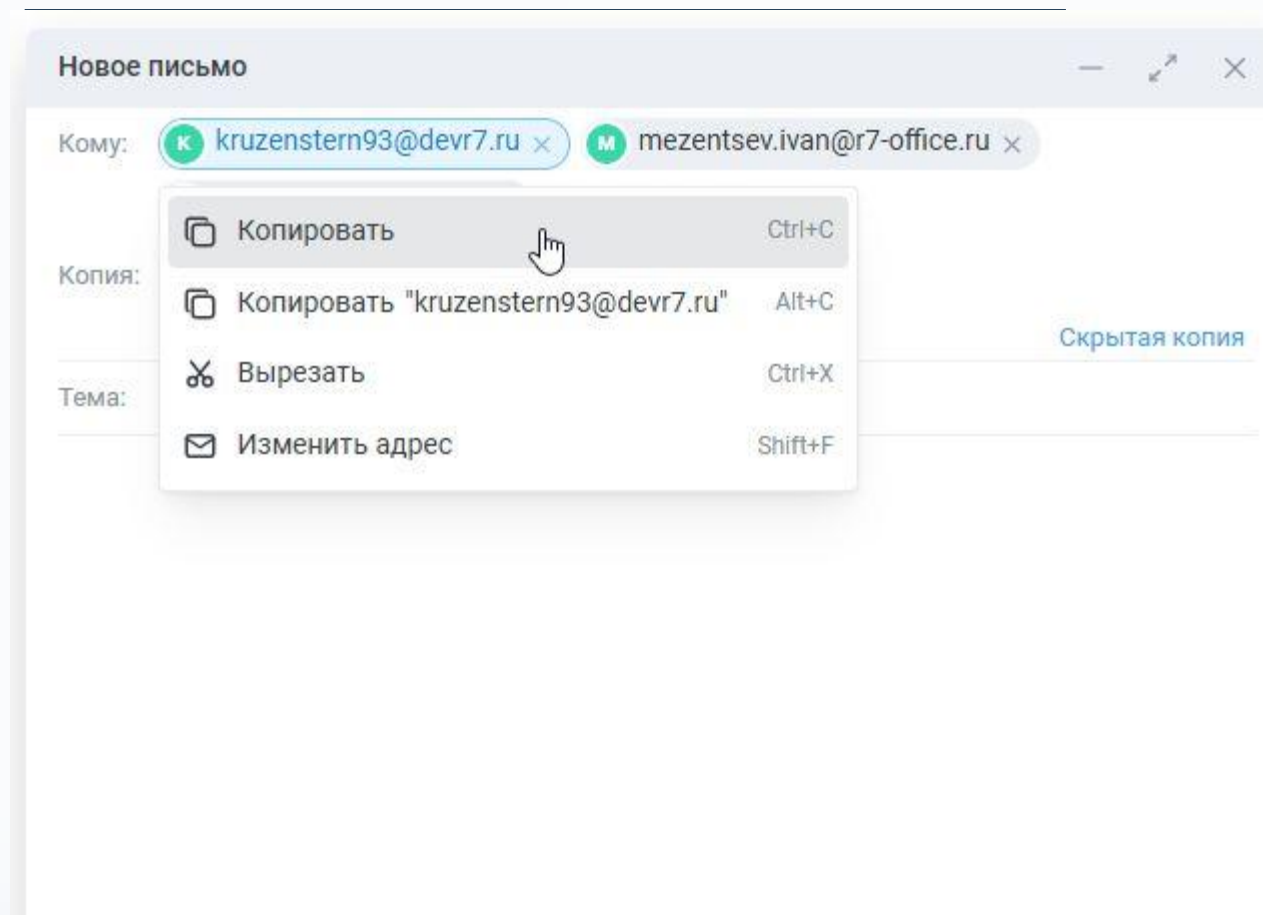 Новое письмо
Кому: K kruzenstern93@devr7.ru M mezentsev.ivan@r7-office.ru
Копировать Ctrl+C
Копия:
Копировать "kruzenstern93@devr7.ru" Alt+C
Скрытая копия
Вырезать Ctrl+X
Тема:
Изменить адрес Shift+F